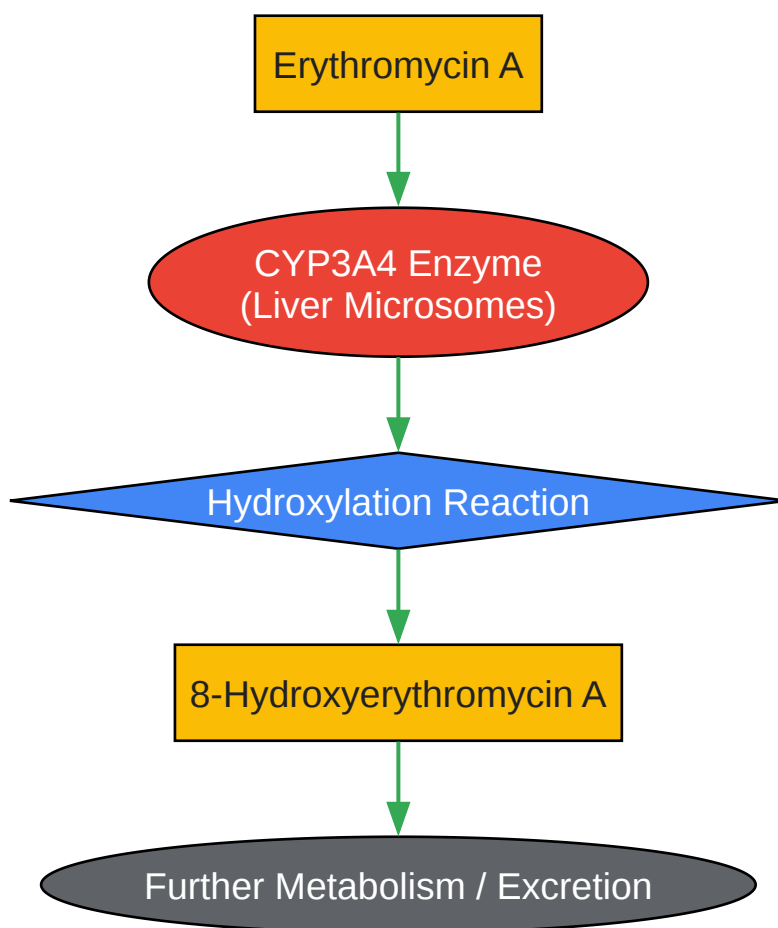 Erythromycin A
CYP3A4 Enzyme
(Liver Microsomes)
Hydroxylation Reaction
8-Hydroxyerythromycin A
Further Metabolism / Excretion